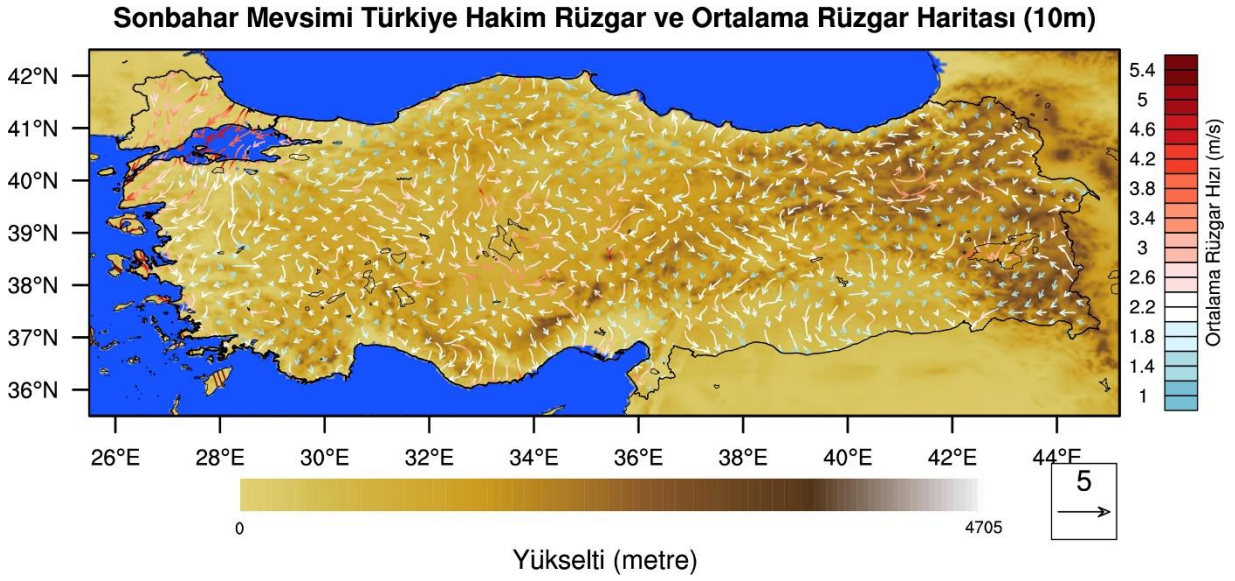 Sonbahar Mevsimi Türkiye Hakim Rüzgar ve Ortalama Rüzgar Haritası (10m)
42°N
41°N
40°N
39°N
38°N
37°N
36°N
26°E 28°E 30°E 32°E 34°E 36°E 38°E 40°E 42°E 44°E
5.4
5
4.6
4.2
3.8
3.4
3
2.6
2.2
1.8
1.4
1
Ortalama Rüzgar Hızı (m/s)
5
0 4705
Yükselti (metre)